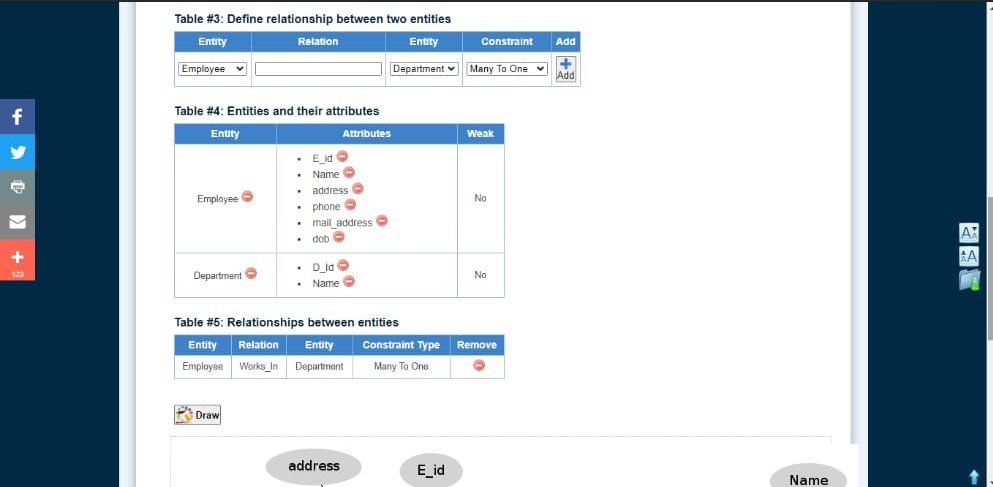 Table #3: Define relationship between two entities
Entity Relation Entity Constraint Add
Employee Department Many To One Add
Table #4: Entities and their attributes
Entity Attributes Weak
E_id
Name
address
Employee No
phone
mail_address
dob
D_Id
Department No
Name
Table #5: Relationships between entities
Entity Relation Entity Constraint Type Remove
Employee Works_In Department Many To One
Draw
address E_id Name
f
+
123
A A
A A